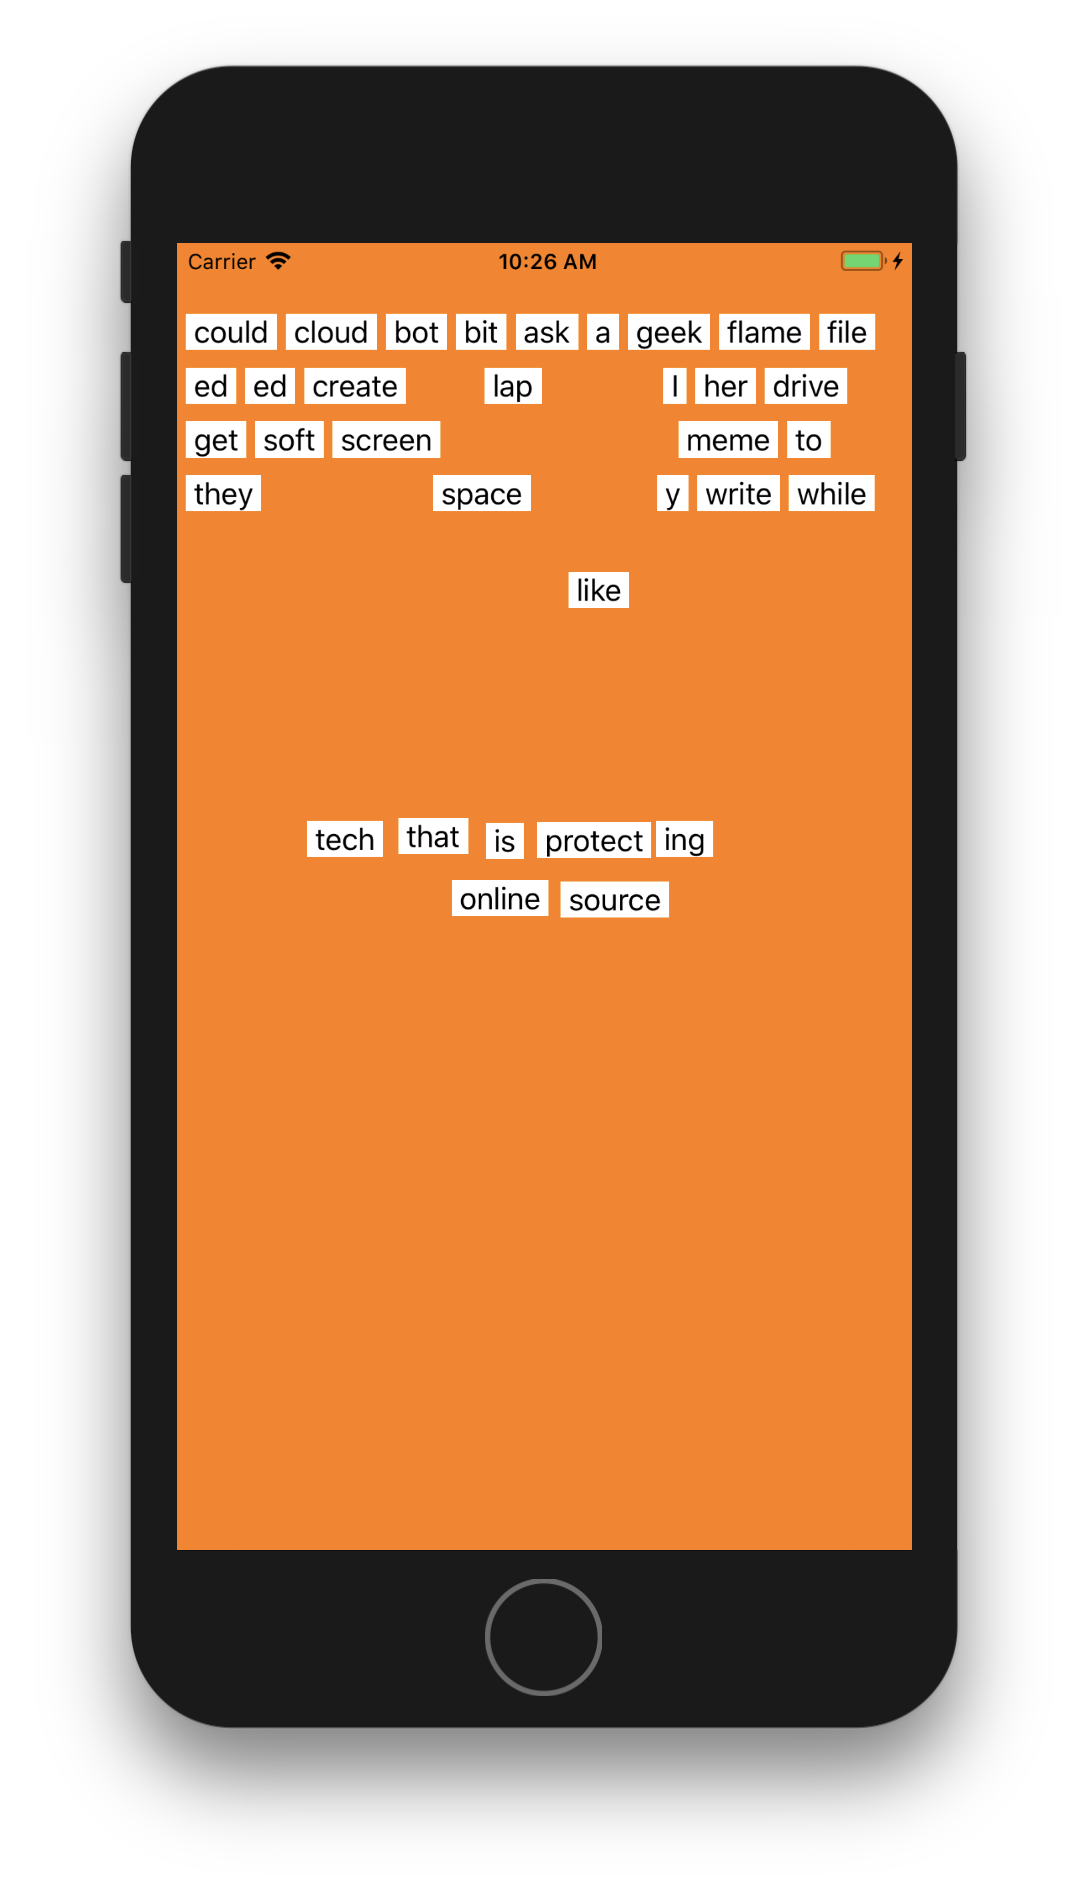 Carrier 10:26 AM
could cloud bot bit ask a geek flame file
ed ed create lap I her drive
get soft screen meme to
they space y write while
like
tech that is protect ing
online source